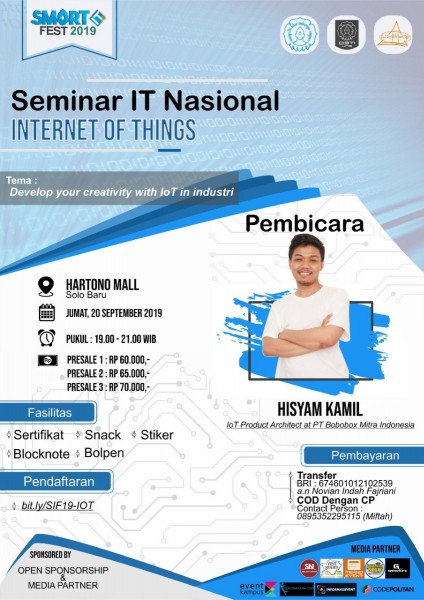 SMART
FEST 2019
Seminar IT Nasional
INTERNET OF THINGS
Tema :
Develop your creativity with IoT in industri
Pembicara
HARTONO MALL
Solo Baru
JUMAT, 20 SEPTEMBER 2019
PUKUL : 19.00 - 21.00 WIB
PRESALE 1 : RP 60.000,-
PRESALE 2 : RP 65.000,-
PRESALE 3 : RP 70.000,-
HISYAM KAMIL
IoT Product Architect at PT Bobobox Mitra Indonesia
Fasilitas
Sertifikat
Snack
Stiker
Blocknote
Bolpen
Pendaftaran
bit.ly/SIF19-IOT
Pembayaran
Transfer
BRI : 674601012102539
a.n Novian Indah Fajriani
COD Dengan CP
Contact Person :
0895352295115 (Miftah)
SPONSORED BY
OPEN SPONSORSHIP
&
MEDIA PARTNER
MEDIA PARTNER
SN
event
kampus
INFORMASIEVENT
CODEPOLITAN